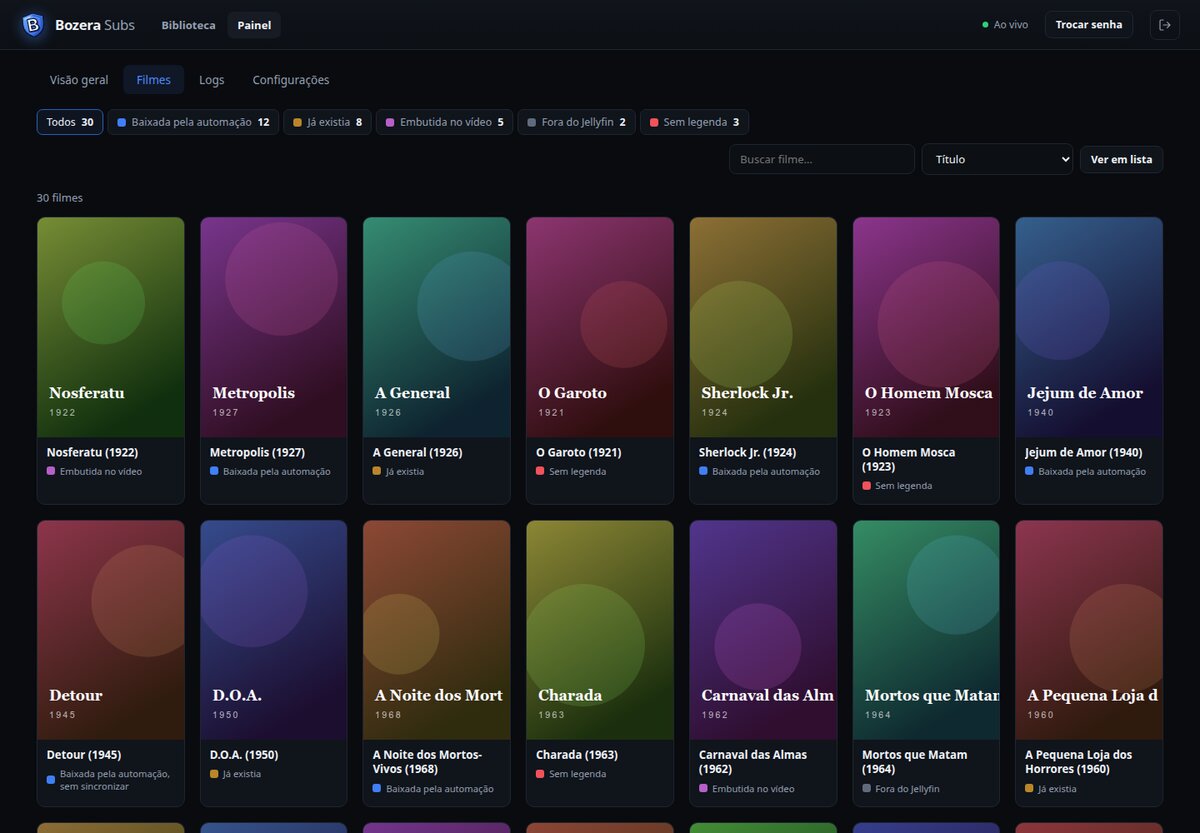 B Bozera Subs Biblioteca Painel Ao vivo Trocar senha
Visão geral Filmes Logs Configurações
Todos 30 Baixada pela automação 12 Já existia 8 Embutida no vídeo 5 Fora do Jellyfin 2 Sem legenda 3
Buscar filme... Título Ver em lista
30 filmes
Nosferatu
1922
Nosferatu (1922)
Embutida no vídeo
Metropolis
1927
Metropolis (1927)
Baixada pela automação
A General
1926
A General (1926)
Já existia
O Garoto
1921
O Garoto (1921)
Sem legenda
Sherlock Jr.
1924
Sherlock Jr. (1924)
Baixada pela automação
O Homem Mosca
1923
O Homem Mosca
(1923)
Sem legenda
Jejum de Amor
1940
Jejum de Amor (1940)
Baixada pela automação
Detour
1945
Detour (1945)
Baixada pela automação,
sem sincronizar
D.O.A.
1950
D.O.A. (1950)
Já existia
A Noite dos Mort
1968
A Noite dos Mortos-
Vivos (1968)
Baixada pela automação
Charada
1963
Charada (1963)
Sem legenda
Carnaval das Alm
1962
Carnaval das Almas
(1962)
Embutida no vídeo
Mortos que Matan
1964
Mortos que Matam
(1964)
Fora do Jellyfin
A Pequena Loja d
1960
A Pequena Loja dos
Horrores (1960)
Já existia